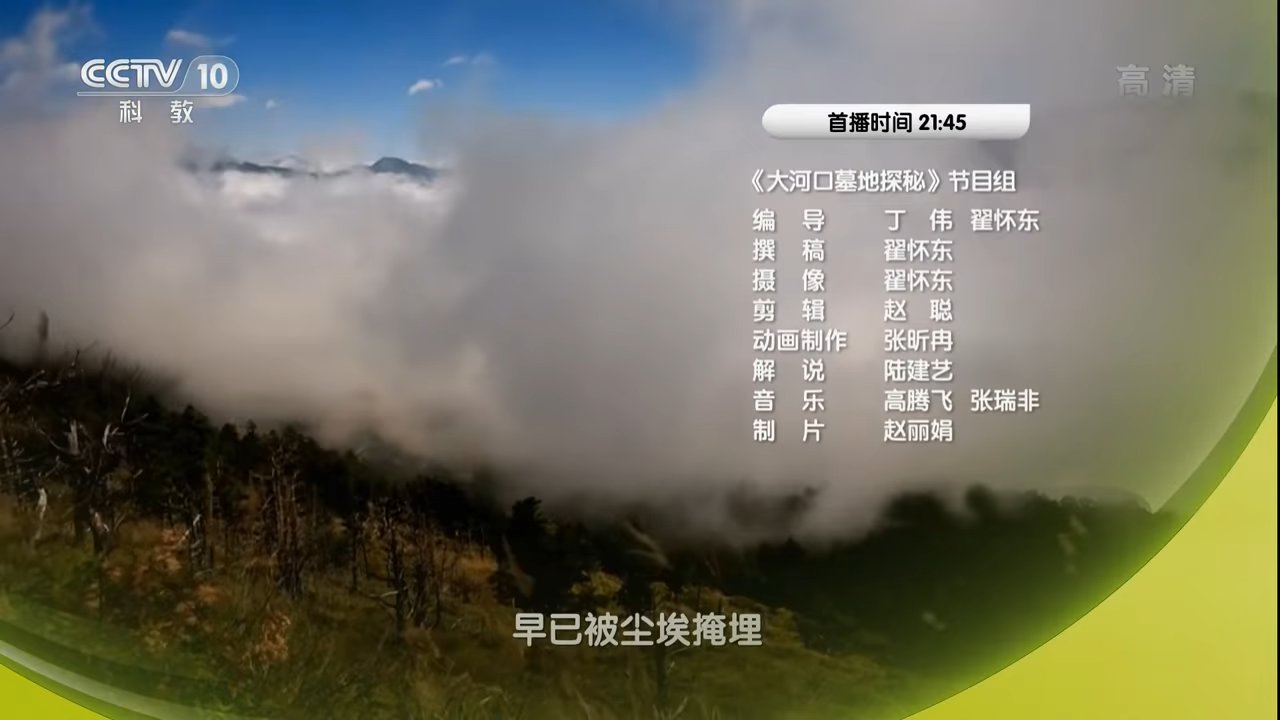 CCTV 10
科教
高清
首播时间 21:45
《大河口墓地探秘》节目组
编 导 丁 伟 翟怀东
撰 稿 翟怀东
摄 像 翟怀东
剪 辑 赵 聪
动画制作 张昕冉
解 说 陆建艺
音 乐 高腾飞 张瑞非
制 片 赵丽娟
早已被尘埃掩埋